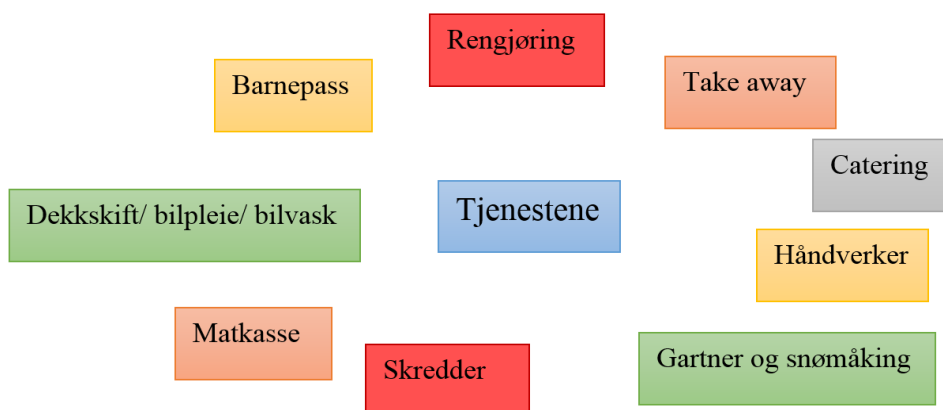 Rengjøring
Barnepass
Take away
Catering
Dekkskift/ bilpleie/ bilvask
Tjenestene
Håndverker
Matkasse
Skredder
Gartner og snømåking